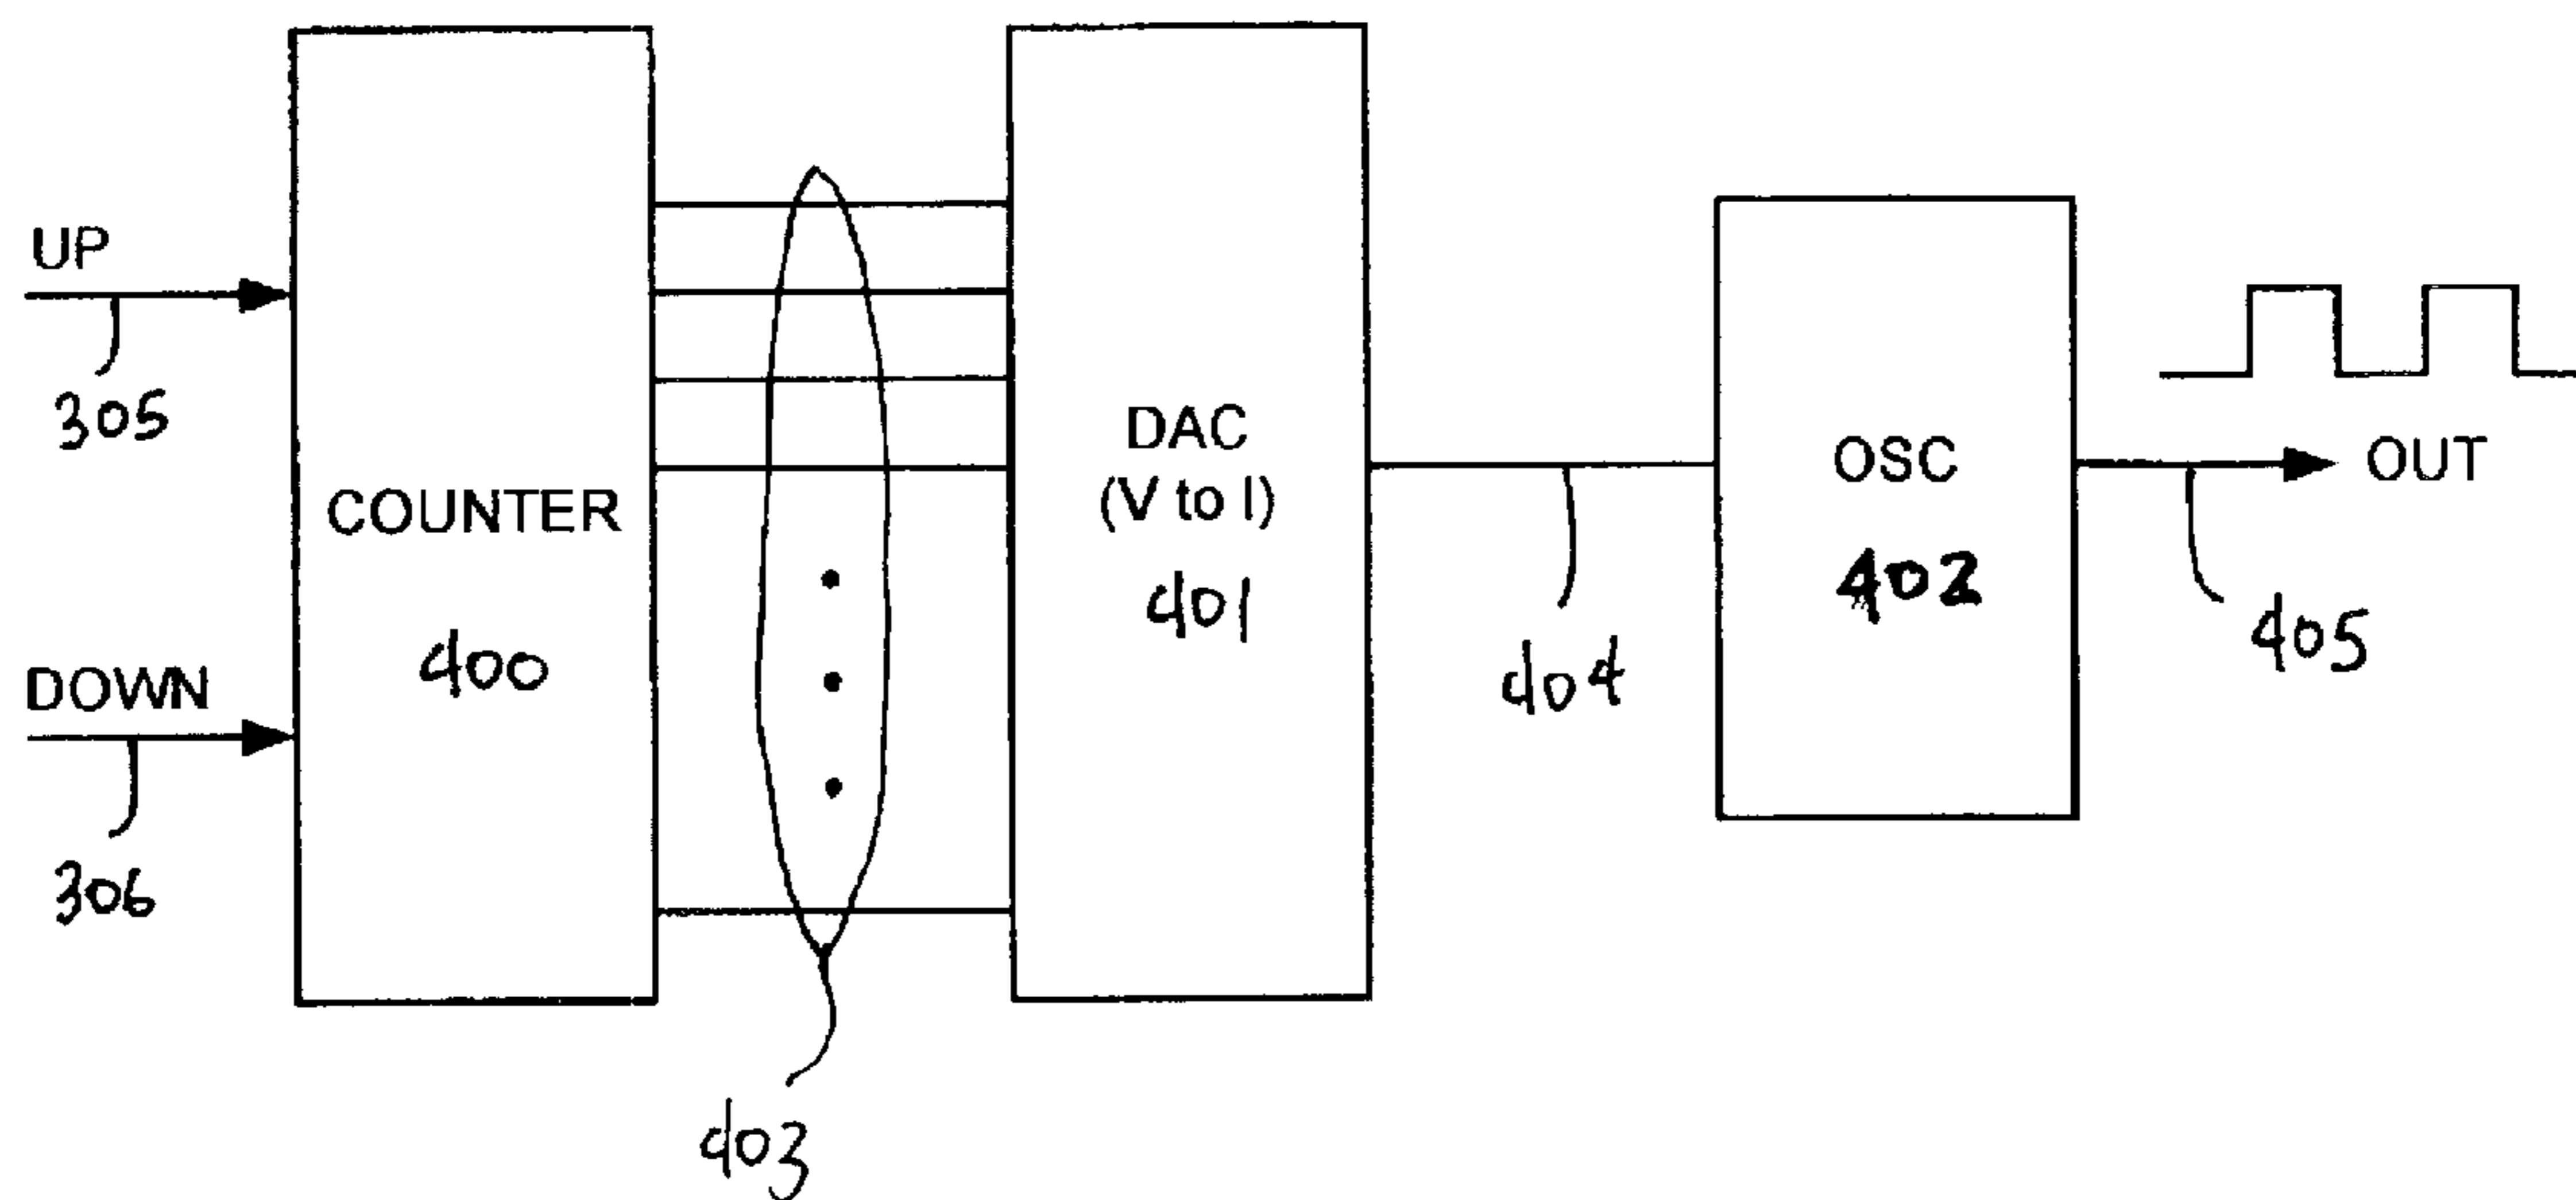 UP
305
DOWN
306
COUNTER
400
403
DAC
(V to I)
401
404
OSC
402
OUT
405